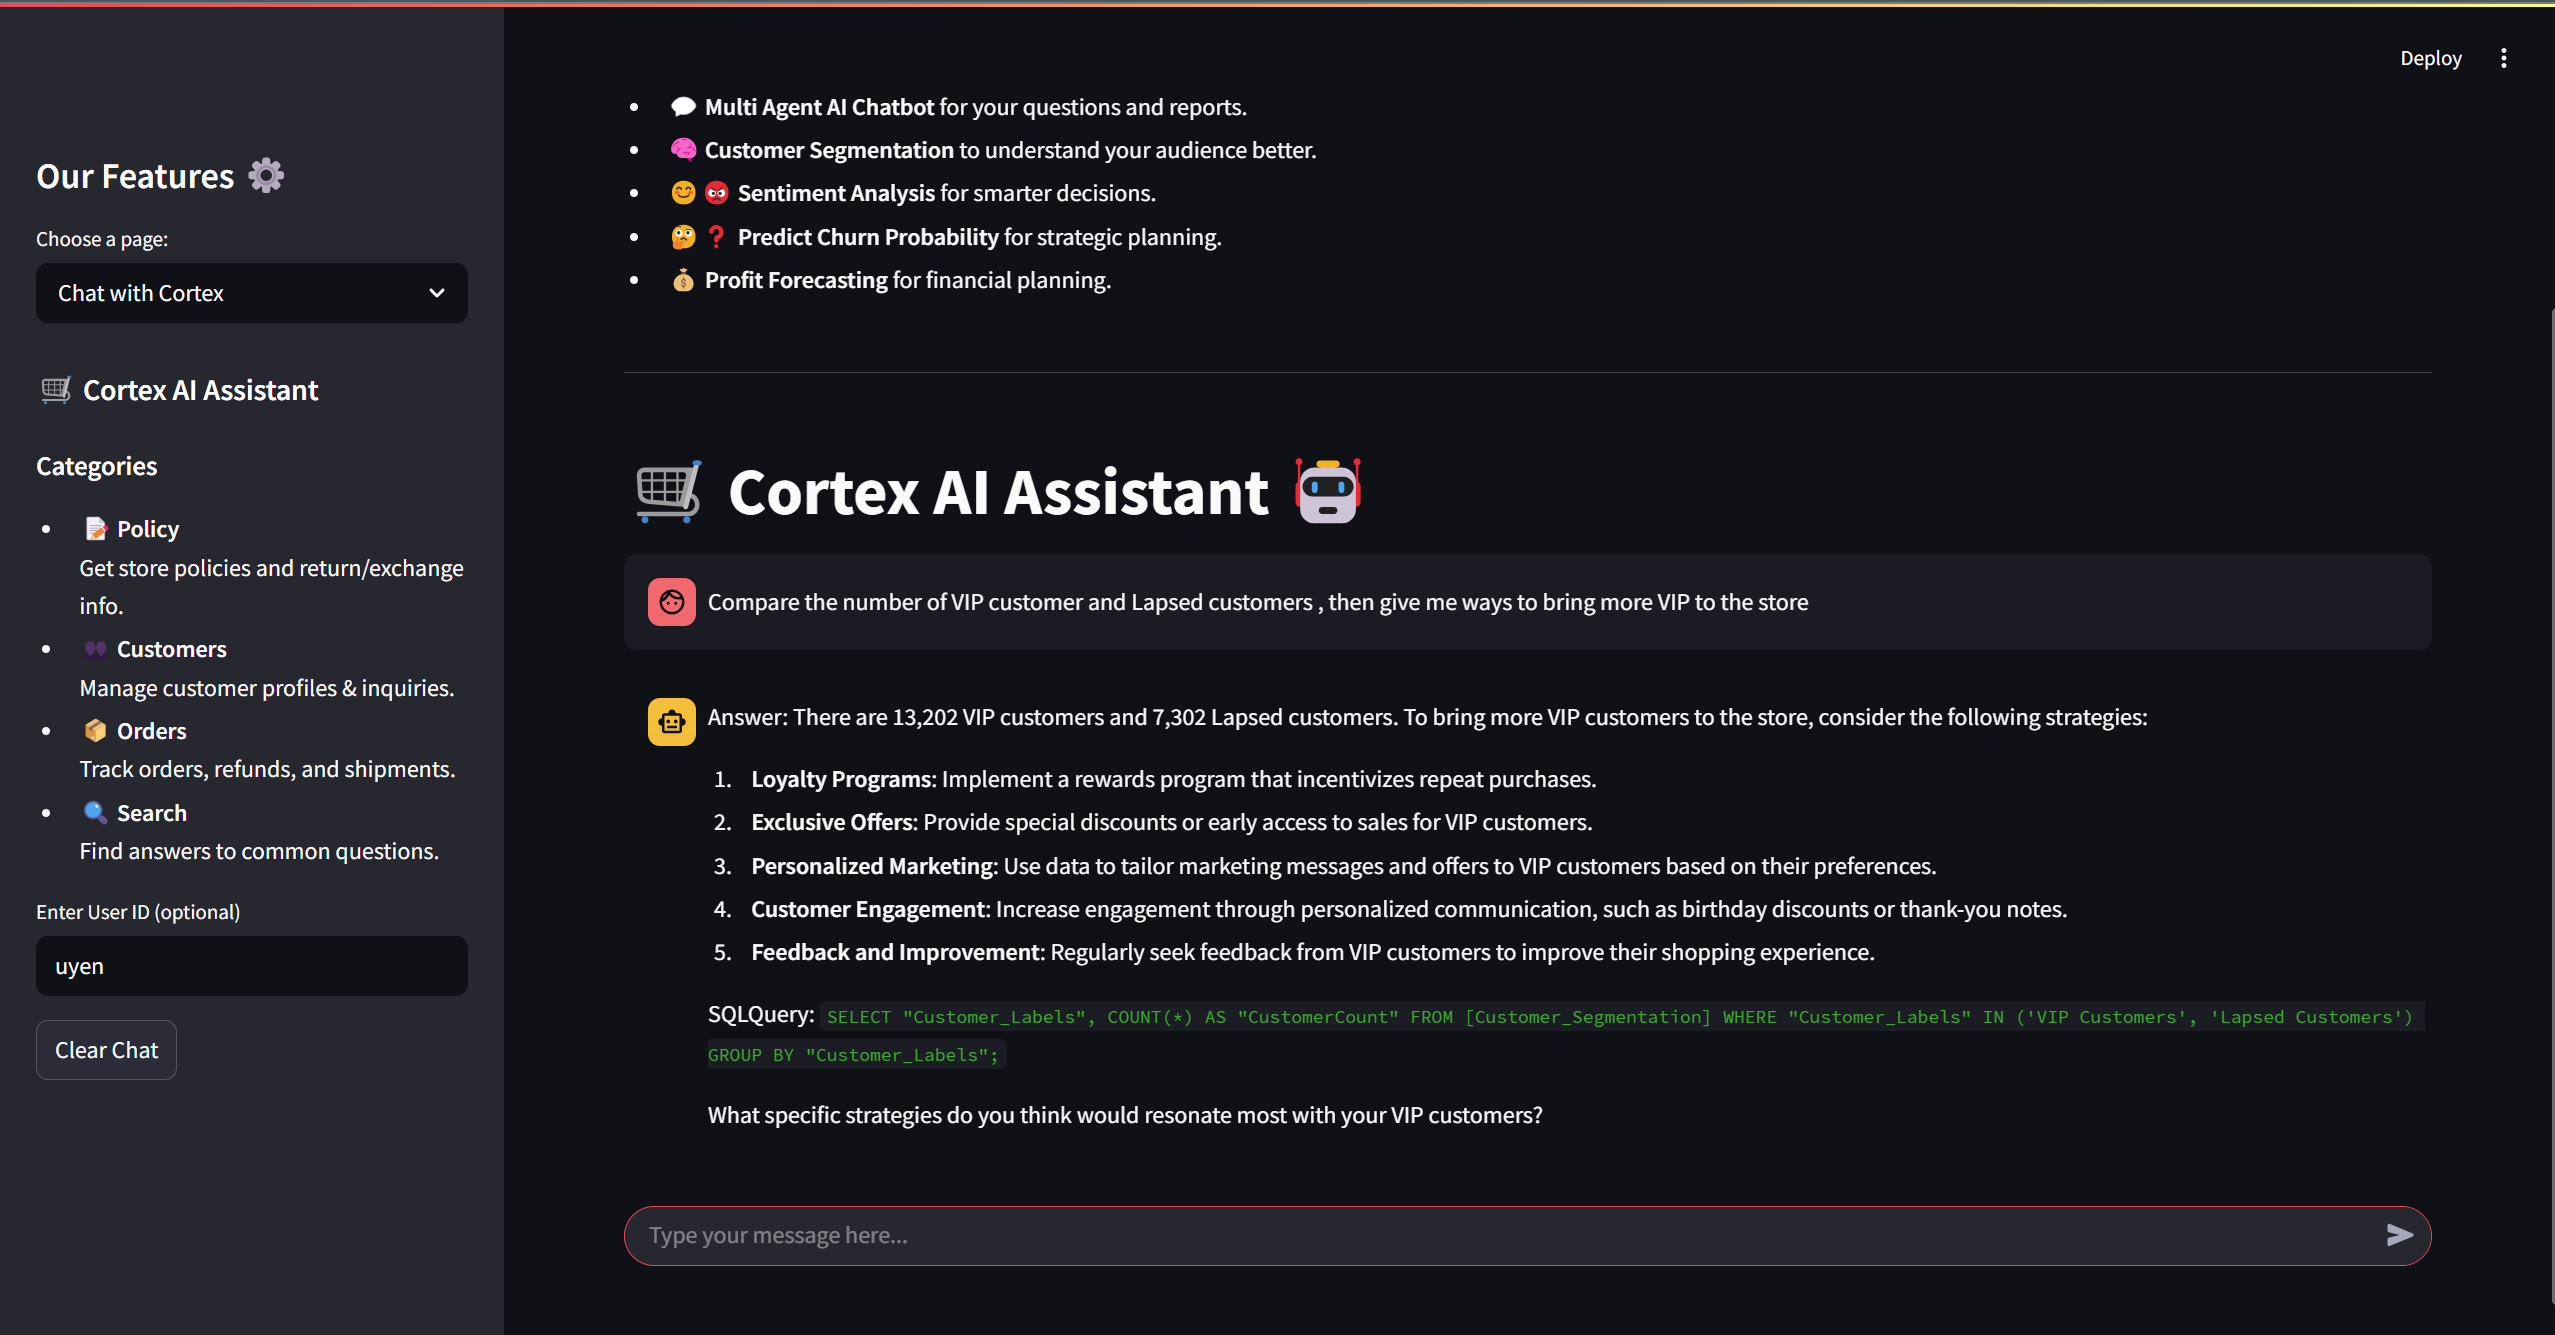 Deploy
Our Features
Choose a page:
Chat with Cortex
Cortex AI Assistant
Categories
Policy
Get store policies and return/exchange
info.
Customers
Manage customer profiles & inquiries.
Orders
Track orders, refunds, and shipments.
Search
Find answers to common questions.
Enter User ID (optional)
uyen
Clear Chat
Multi Agent AI Chatbot for your questions and reports.
Customer Segmentation to understand your audience better.
Sentiment Analysis for smarter decisions.
Predict Churn Probability for strategic planning.
Profit Forecasting for financial planning.
Cortex AI Assistant
Compare the number of VIP customer and Lapsed customers , then give me ways to bring more VIP to the store
Answer: There are 13,202 VIP customers and 7,302 Lapsed customers. To bring more VIP customers to the store, consider the following strategies:
1. Loyalty Programs: Implement a rewards program that incentivizes repeat purchases.
2. Exclusive Offers: Provide special discounts or early access to sales for VIP customers.
3. Personalized Marketing: Use data to tailor marketing messages and offers to VIP customers based on their preferences.
4. Customer Engagement: Increase engagement through personalized communication, such as birthday discounts or thank-you notes.
5. Feedback and Improvement: Regularly seek feedback from VIP customers to improve their shopping experience.
SQLQuery: SELECT "Customer_Labels", COUNT(*) AS "CustomerCount" FROM [Customer_Segmentation] WHERE "Customer_Labels" IN ('VIP Customers', 'Lapsed Customers')
GROUP BY "Customer_Labels";
What specific strategies do you think would resonate most with your VIP customers?
Type your message here...